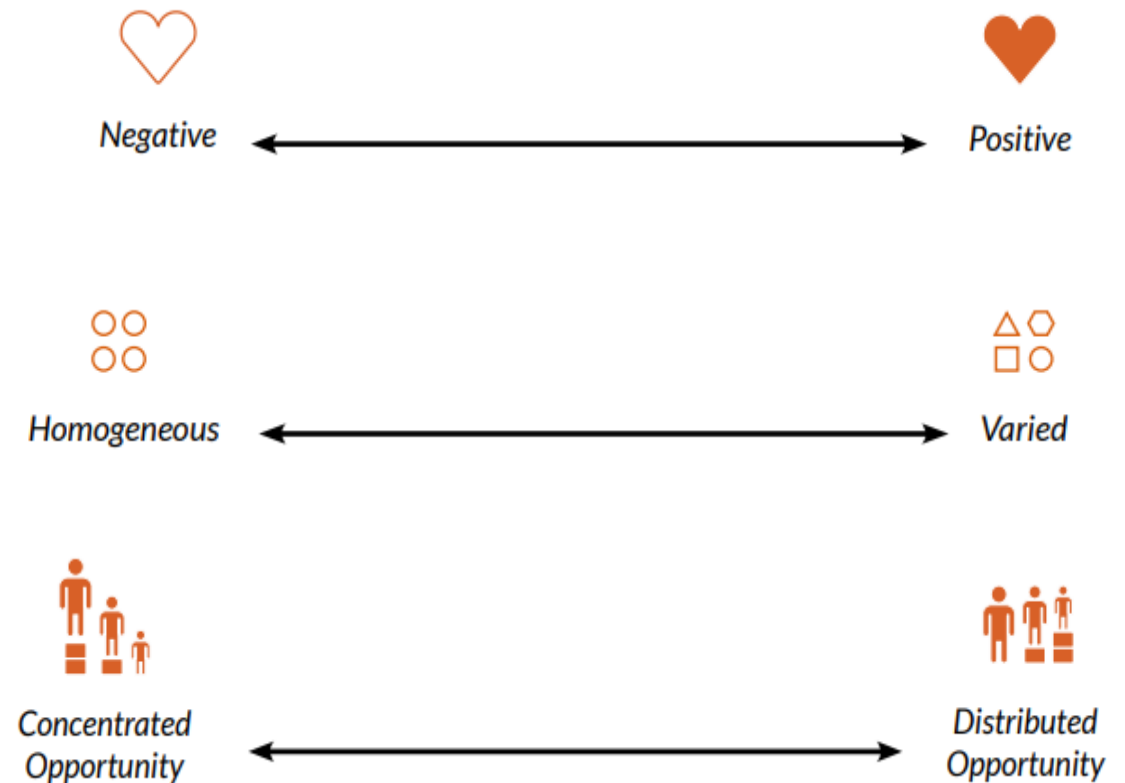 Negative
Positive
Homogeneous
Varied
Concentrated
Opportunity
Distributed
Opportunity